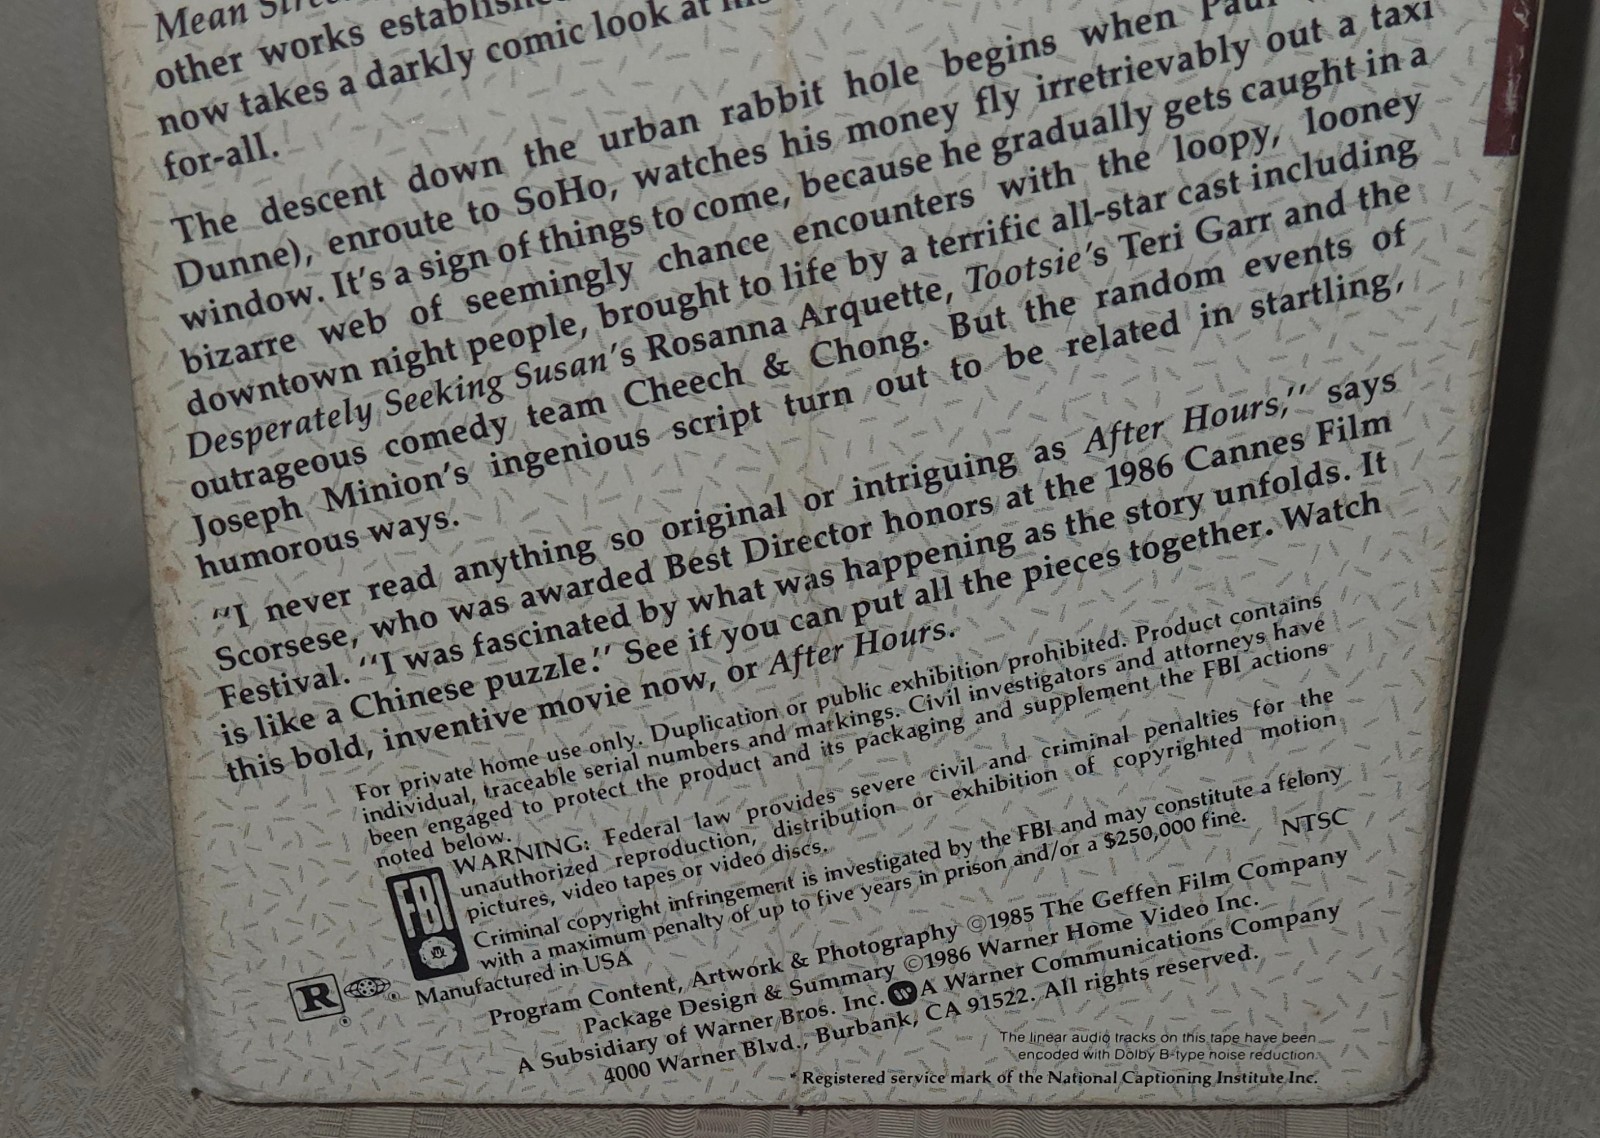 Mean Stree
other works establish
now takes a darkly comic look at
for-all.
The descent down the urban rabbit hole begins when Paul
Dunne), enroute to SoHo, watches his money fly irretrievably out a taxi
window. It's a sign of things to come, because he gradually gets caught in a
bizarre web of seemingly chance encounters with the loopy, looney
downtown night people, brought to life by a terrific all-star cast including
Desperately Seeking Susan's Rosanna Arquette, Tootsie's Teri Garr and the
outrageous comedy team Cheech & Chong. But the random events of
Joseph Minion's ingenious script turn out to be related in startling,
humorous ways.
"I never read anything so original or intriguing as After Hours," says
Scorsese, who was awarded Best Director honors at the 1986 Cannes Film
Festival. "I was fascinated by what was happening as the story unfolds. It
is like a Chinese puzzle." See if you can put all the pieces together. Watch
this bold, inventive movie now, or After Hours.
For private home use only. Duplication or public exhibition prohibited. Product contains
individual, traceable serial numbers and markings. Civil investigators and attorneys have
been engaged to protect the product and its packaging and supplement the FBI actions
noted below.
WARNING: Federal law provides severe civil and criminal penalties for the
unauthorized reproduction, distribution or exhibition of copyrighted motion
pictures, video tapes or video discs.
Criminal copyright infringement is investigated by the FBI and may constitute a felony
with a maximum penalty of up to five years in prison and/or a $250,000 fine.
FBI
Manufactured in USA
NTSC
R
®
®
Program Content, Artwork & Photography ©1985 The Geffen Film Company
Package Design & Summary ©1986 Warner Home Video Inc.
A Subsidiary of Warner Bros. Inc. W A Warner Communications Company
4000 Warner Blvd., Burbank, CA 91522. All rights reserved.
The linear audio tracks on this tape have been
encoded with Dolby B-type noise reduction.
* Registered service mark of the National Captioning Institute Inc.